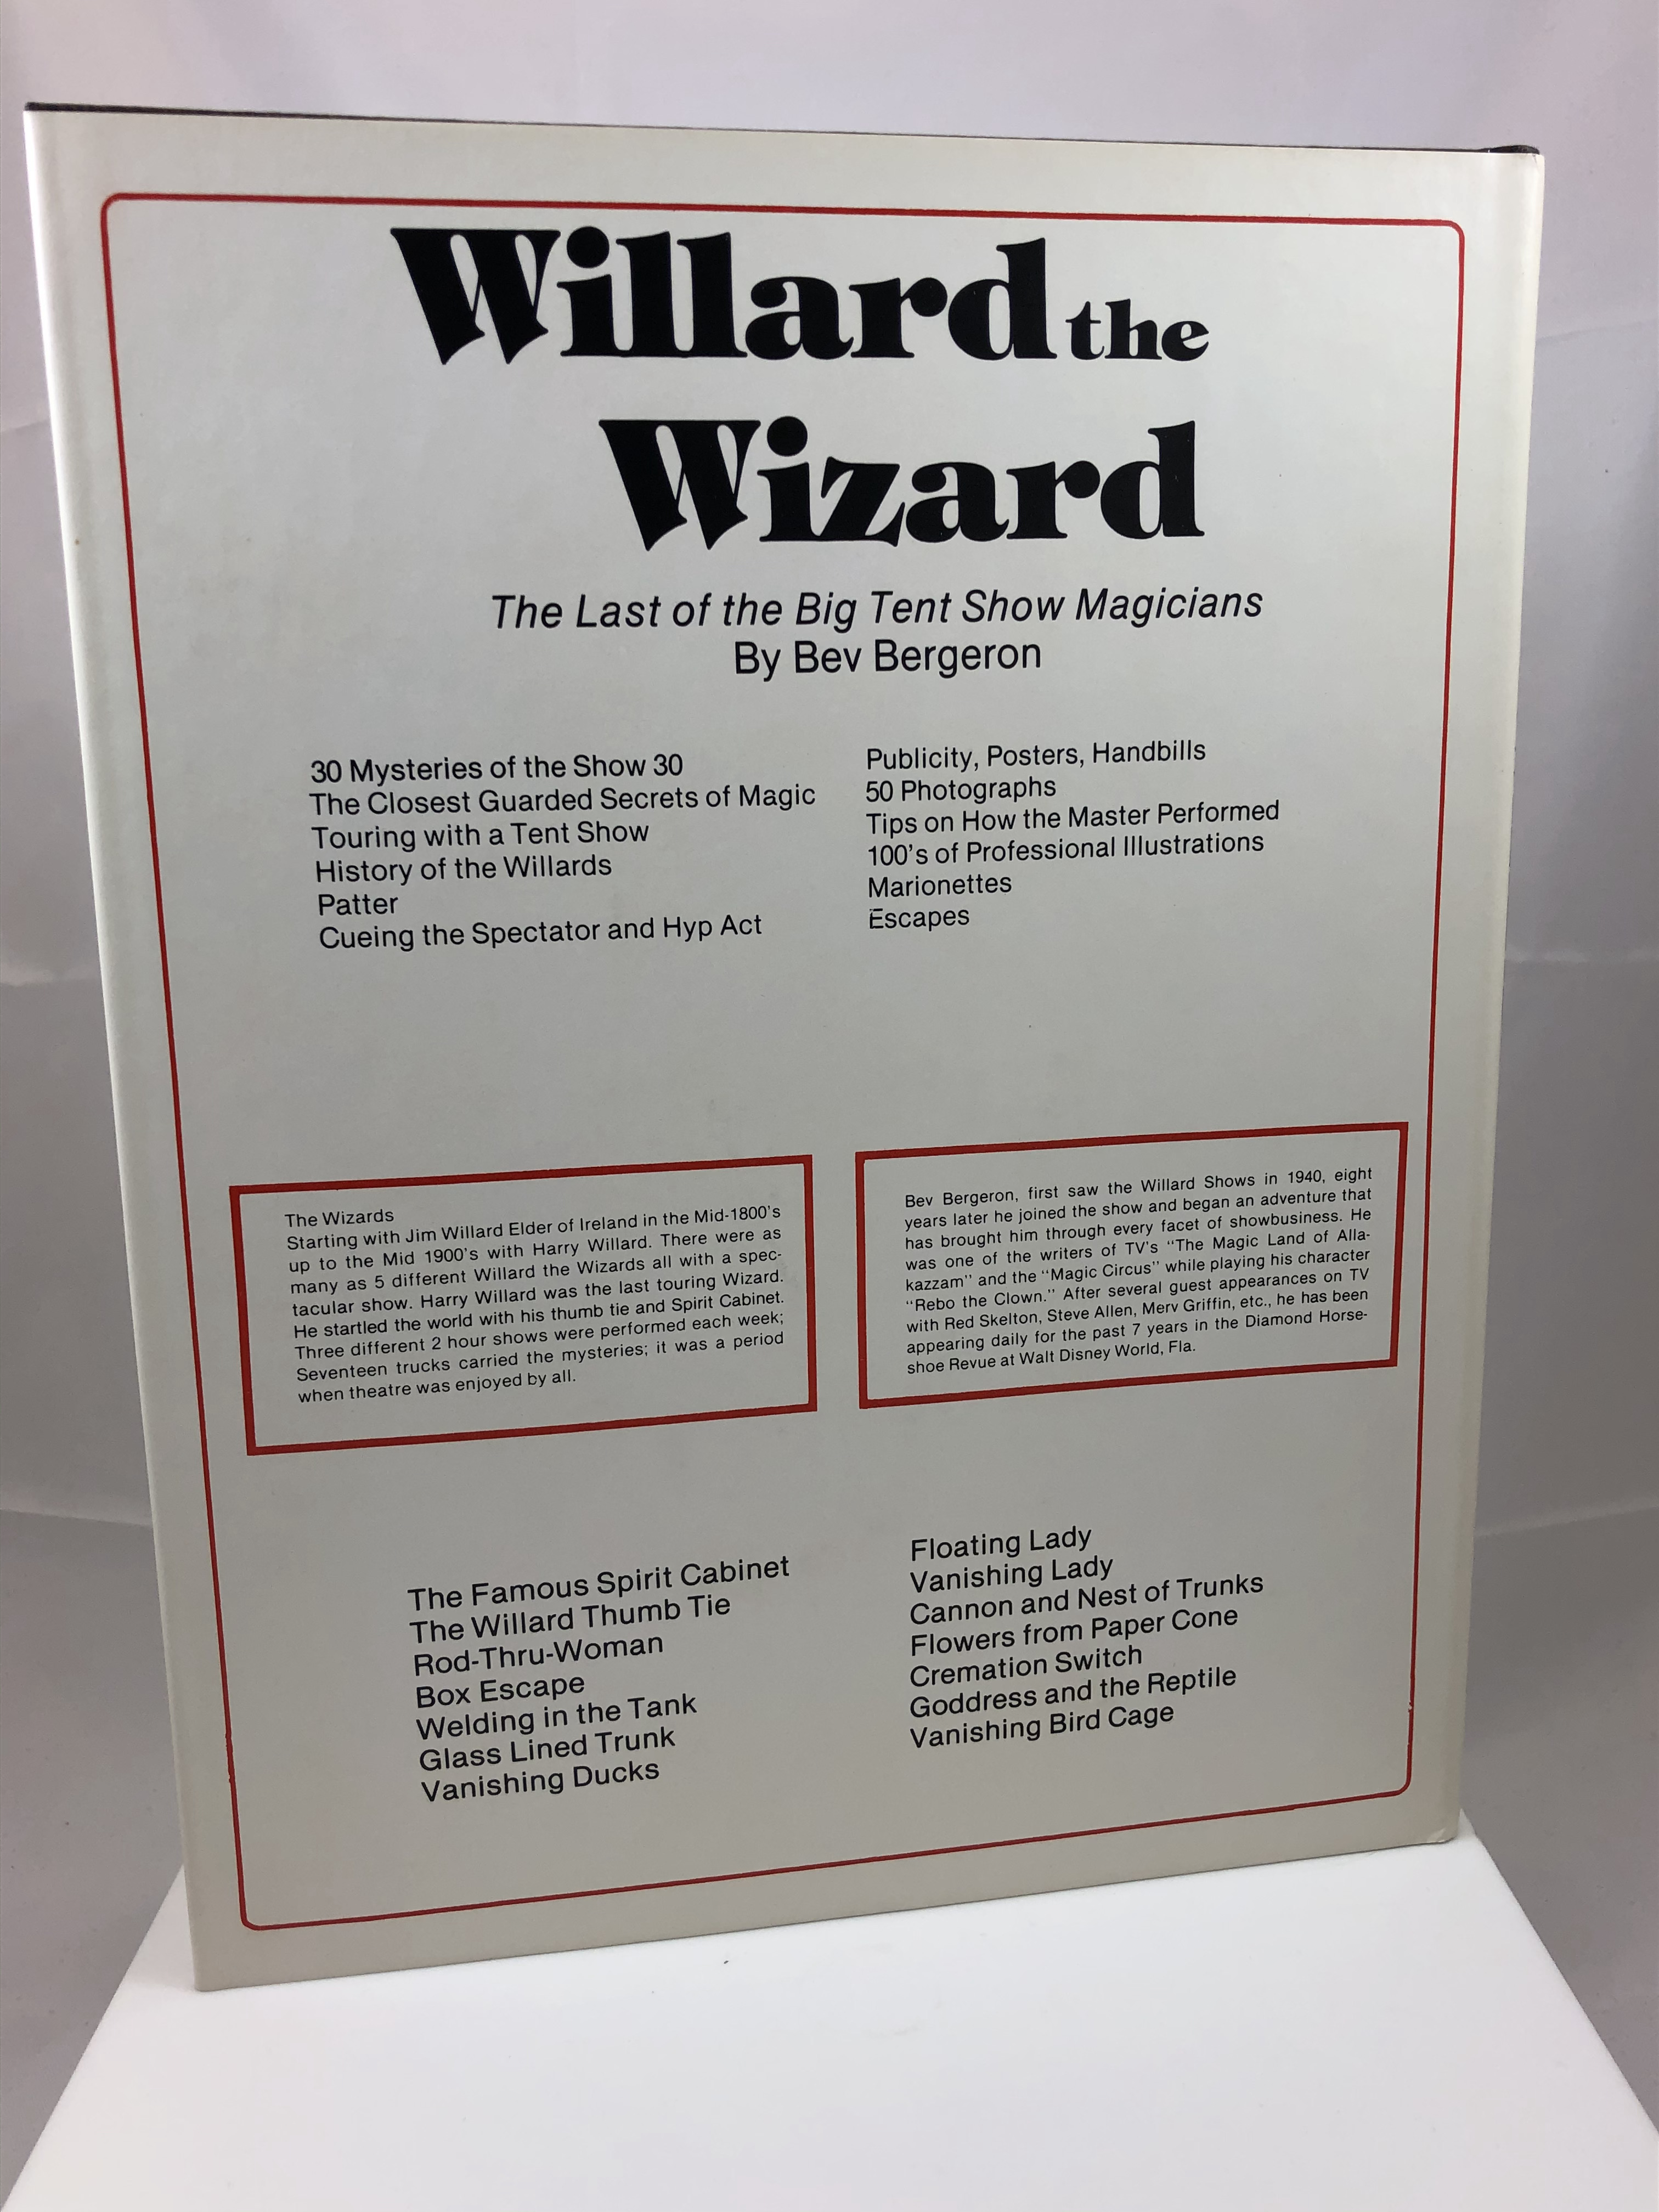 Willard the
Wizard
The Last of the Big Tent Show Magicians
By Bev Bergeron
30 Mysteries of the Show 30
The Closest Guarded Secrets of Magic
Touring with a Tent Show
History of the Willards
Patter
Cueing the Spectator and Hyp Act
Publicity, Posters, Handbills
50 Photographs
Tips on How the Master Performed
100's of Professional Illustrations
Marionettes
Escapes
The Wizards
Starting with Jim Willard Elder of Ireland in the Mid-1800's
up to the Mid 1900's with Harry Willard. There were as
many as 5 different Willard the Wizards all with a spec-
tacular show. Harry Willard was the last touring Wizard.
He startled the world with his thumb tie and Spirit Cabinet.
Three different 2 hour shows were performed each week;
Seventeen trucks carried the mysteries; it was a period
when theatre was enjoyed by all.
Bev Bergeron, first saw the Willard Shows in 1940, eight
years later he joined the show and began an adventure that
has brought him through every facet of showbusiness. He
was one of the writers of TV's "The Magic Land of Alla-
kazzam" and the "Magic Circus" while playing his character
"Rebo the Clown." After several guest appearances on TV
with Red Skelton, Steve Allen, Merv Griffin, etc., he has been
appearing daily for the past 7 years in the Diamond Horse-
shoe Revue at Walt Disney World, Fla.
The Famous Spirit Cabinet
The Willard Thumb Tie
Rod-Thru-Woman
Box Escape
Welding in the Tank
Glass Lined Trunk
Vanishing Ducks
Floating Lady
Vanishing Lady
Cannon and Nest of Trunks
Flowers from Paper Cone
Cremation Switch
Goddress and the Reptile
Vanishing Bird Cage